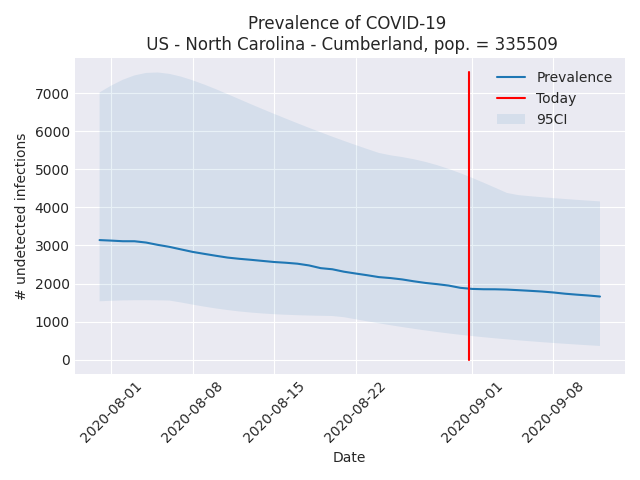 Prevalence of COVID-19
US - North Carolina - Cumberland, pop. = 335509
# undetected infections
7000
6000
5000
4000
3000
2000
1000
0
Prevalence
Today
95CI
2020-08-01
2020-08-08
2020-08-15
2020-08-22
2020-09-01
2020-09-08
Date